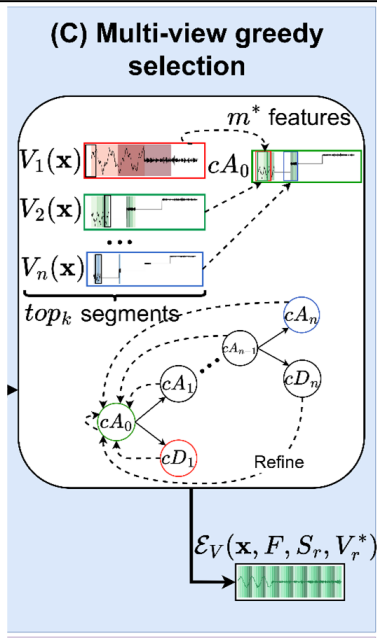 (C) Multi-view greedy
selection
m* features
V₁(x)
cA₀
V₂(x)
•••
Vₙ(x)
topₖ segments
cAₙ
cAₙ₋₁
cA₁
cDₙ
cA₀
cD₁
Refine
ℰ_V(x, F, Sᵣ, Vᵣ*)